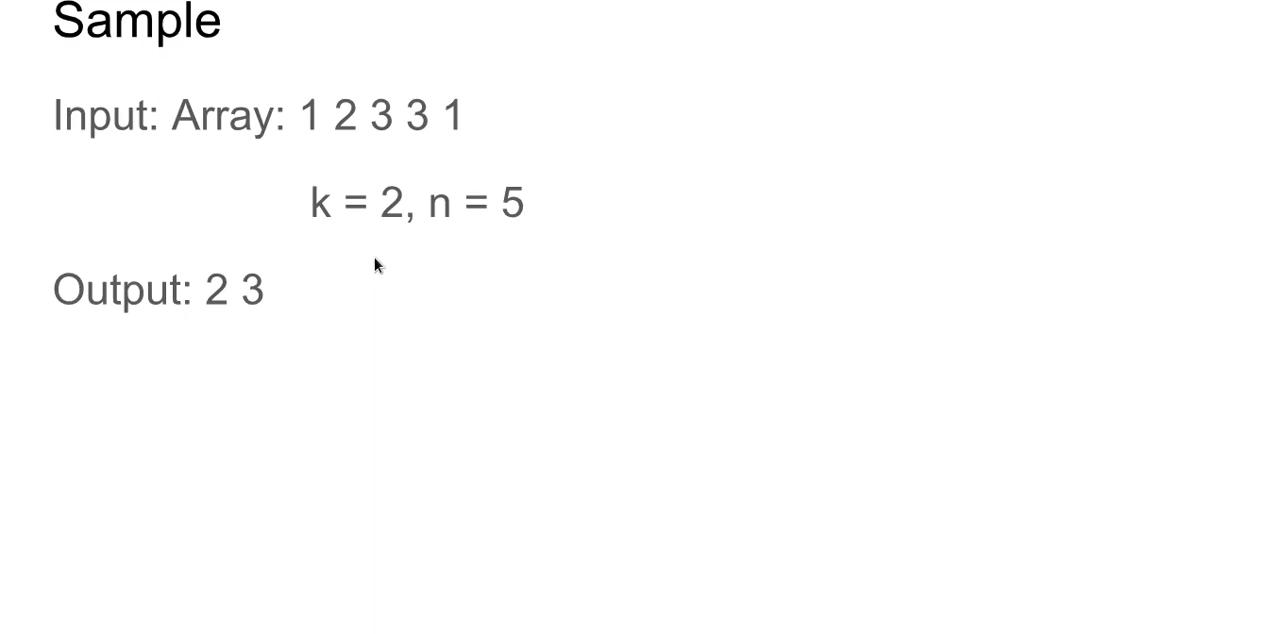 Sample
Input: Array: 1 2 3 3 1
k = 2, n = 5
Output: 2 3